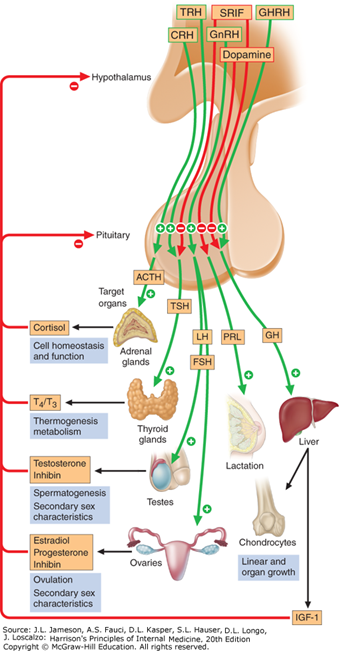 TRH
SRIF
GHRH
CRH
GnRH
Dopamine
Hypothalamus
Pituitary
ACTH
Target
organs
TSH
Cortisol
Cell homeostasis
and function
Adrenal
glands
LH
FSH
PRL
GH
T4/T3
Thermogenesis
metabolism
Thyroid
glands
Lactation
Liver
Testosterone
Inhibin
Spermatogenesis
Secondary sex
characteristics
Testes
Chondrocytes
Linear and
organ growth
Estradiol
Progesterone
Inhibin
Ovulation
Secondary sex
characteristics
Ovaries
IGF-1
Source: J.L. Jameson, A.S. Fauci, D.L. Kasper, S.L. Hauser, D.L. Longo,
J. Loscalzo: Harrison's Principles of Internal Medicine, 20th Edition
Copyright © McGraw-Hill Education. All rights reserved.